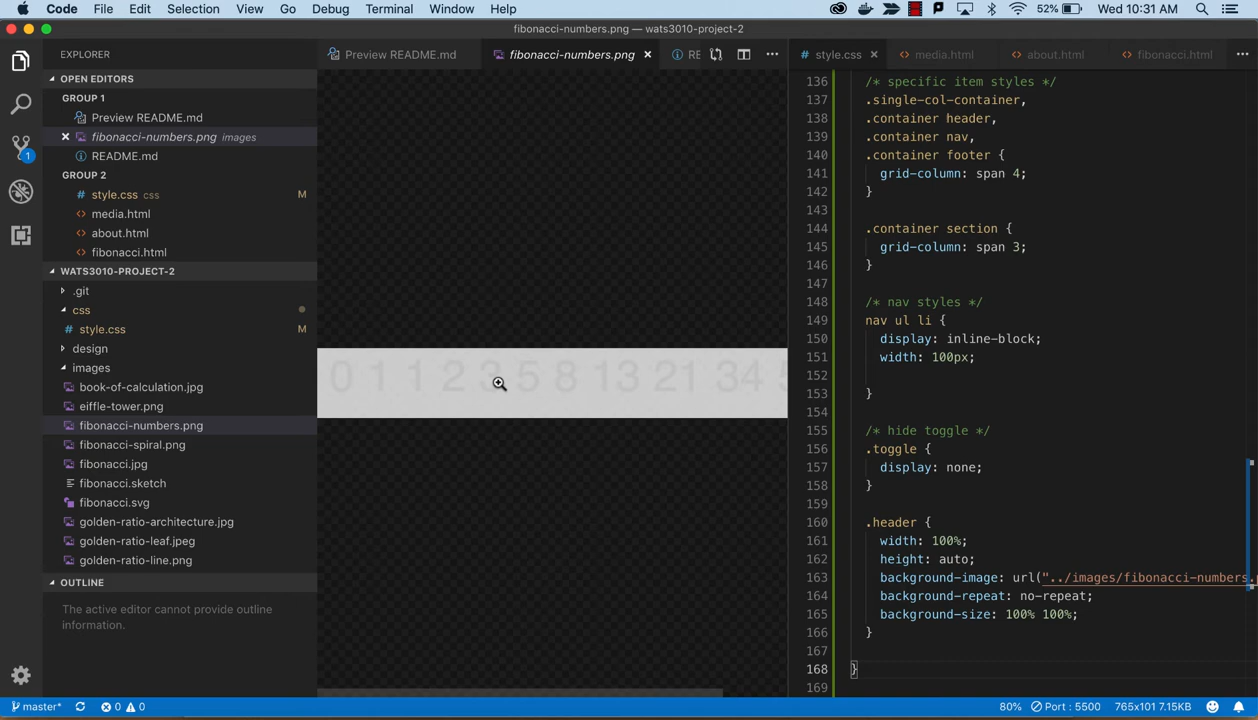 Code File Edit Selection View Go Debug Terminal Window Help 52% Wed 10:31 AM
fibonacci-numbers.png — wats3010-project-2
EXPLORER
OPEN EDITORS
GROUP 1
Preview README.md
fibonacci-numbers.png images
README.md
GROUP 2
style.css css M
media.html
about.html
fibonacci.html
WATS3010-PROJECT-2
.git
css
style.css M
design
images
book-of-calculation.jpg
eiffle-tower.png
fibonacci-numbers.png
fibonacci-spiral.png
fibonacci.jpg
fibonacci.sketch
fibonacci.svg
golden-ratio-architecture.jpg
golden-ratio-leaf.jpeg
golden-ratio-line.png
OUTLINE
The active editor cannot provide outline
information.
Preview README.md fibonacci-numbers.png RE
0 1 1 2 3 5 8 13 21 34
style.css media.html about.html fibonacci.html
136 /* specific item styles */
137 .single-col-container,
138 .container header,
139 .container nav,
140 .container footer {
141 grid-column: span 4;
142 }
143
144 .container section {
145 grid-column: span 3;
146 }
147
148 /* nav styles */
149 nav ul li {
150 display: inline-block;
151 width: 100px;
152
153 }
154
155 /* hide toggle */
156 .toggle {
157 display: none;
158 }
159
160 .header {
161 width: 100%;
162 height: auto;
163 background-image: url("../images/fibonacci-numbers.
164 background-repeat: no-repeat;
165 background-size: 100% 100%;
166 }
167
168 }
169
master* 0 0 80% Port : 5500 765x101 7.15KB
1